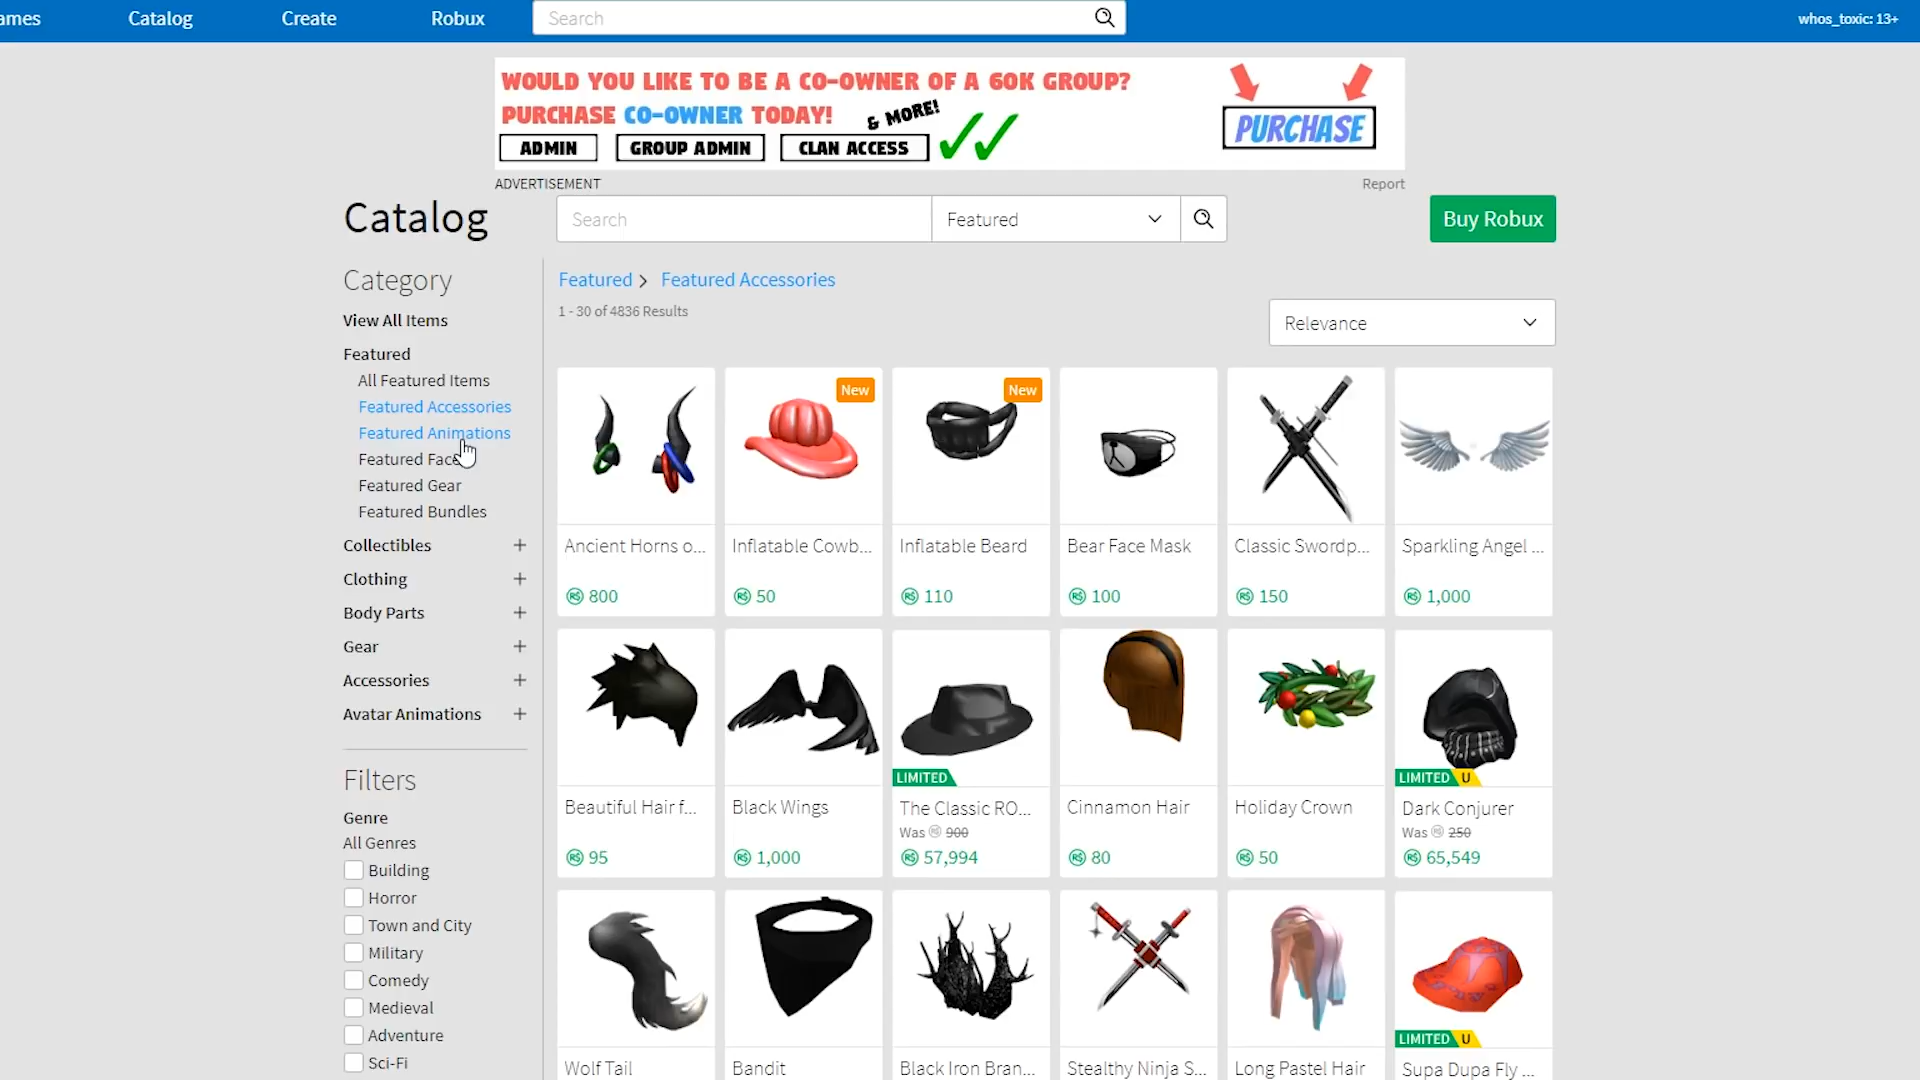 ames
Catalog
Create
Robux
Search
whos_toxic: 13+
WOULD YOU LIKE TO BE A CO-OWNER OF A 60K GROUP?
PURCHASE CO-OWNER TODAY!
& MORE!
ADMIN
GROUP ADMIN
CLAN ACCESS
PURCHASE
ADVERTISEMENT
Report
Catalog
Search
Featured
Buy Robux
Category
View All Items
Featured
All Featured Items
Featured Accessories
Featured Animations
Featured Face
Featured Gear
Featured Bundles
Collectibles +
Clothing +
Body Parts +
Gear +
Accessories +
Avatar Animations +
Filters
Genre
All Genres
Building
Horror
Town and City
Military
Comedy
Medieval
Adventure
Sci-Fi
Featured > Featured Accessories
1 - 30 of 4836 Results
Relevance
Ancient Horns o...
R$ 800
New
Inflatable Cowb...
R$ 50
New
Inflatable Beard
R$ 110
Bear Face Mask
R$ 100
Classic Swordp...
R$ 150
Sparkling Angel ...
R$ 1,000
Beautiful Hair f...
R$ 95
Black Wings
R$ 1,000
LIMITED
The Classic RO...
Was R$ 900
R$ 57,994
Cinnamon Hair
R$ 80
Holiday Crown
R$ 50
LIMITED U
Dark Conjurer
Was R$ 250
R$ 65,549
Wolf Tail
Bandit
Black Iron Bran...
Stealthy Ninja S...
Long Pastel Hair
LIMITED U
Supa Dupa Fly ...